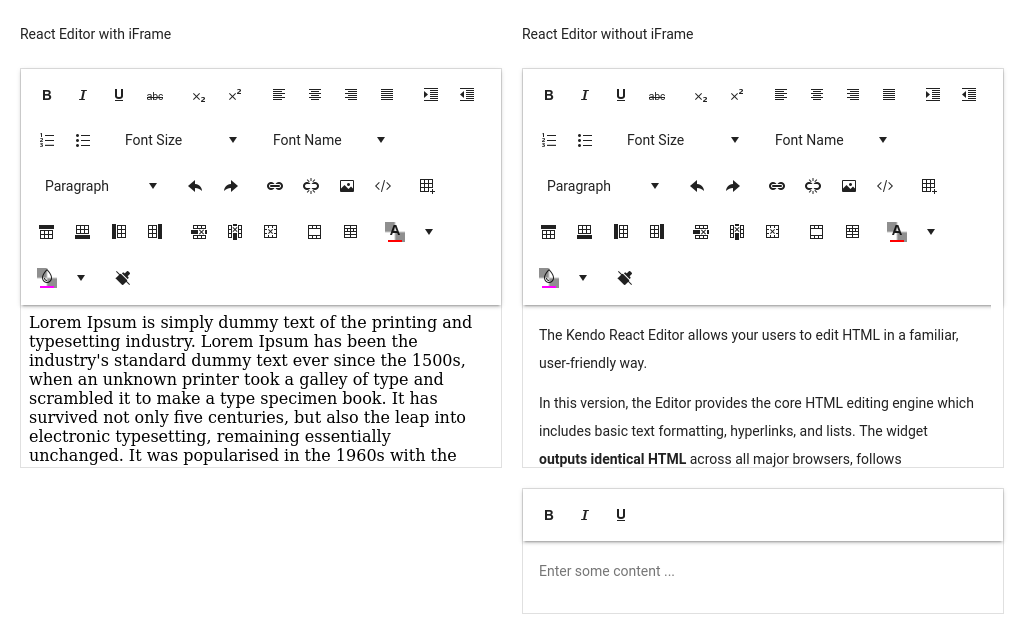 React Editor with iFrame
B I U abc x₂ x²
Font Size Font Name
Paragraph
A
Lorem Ipsum is simply dummy text of the printing and
typesetting industry. Lorem Ipsum has been the
industry's standard dummy text ever since the 1500s,
when an unknown printer took a galley of type and
scrambled it to make a type specimen book. It has
survived not only five centuries, but also the leap into
electronic typesetting, remaining essentially
unchanged. It was popularised in the 1960s with the
React Editor without iFrame
B I U abc x₂ x²
Font Size Font Name
Paragraph
A
The Kendo React Editor allows your users to edit HTML in a familiar,
user-friendly way.
In this version, the Editor provides the core HTML editing engine which
includes basic text formatting, hyperlinks, and lists. The widget
outputs identical HTML across all major browsers, follows
B I U
Enter some content ...